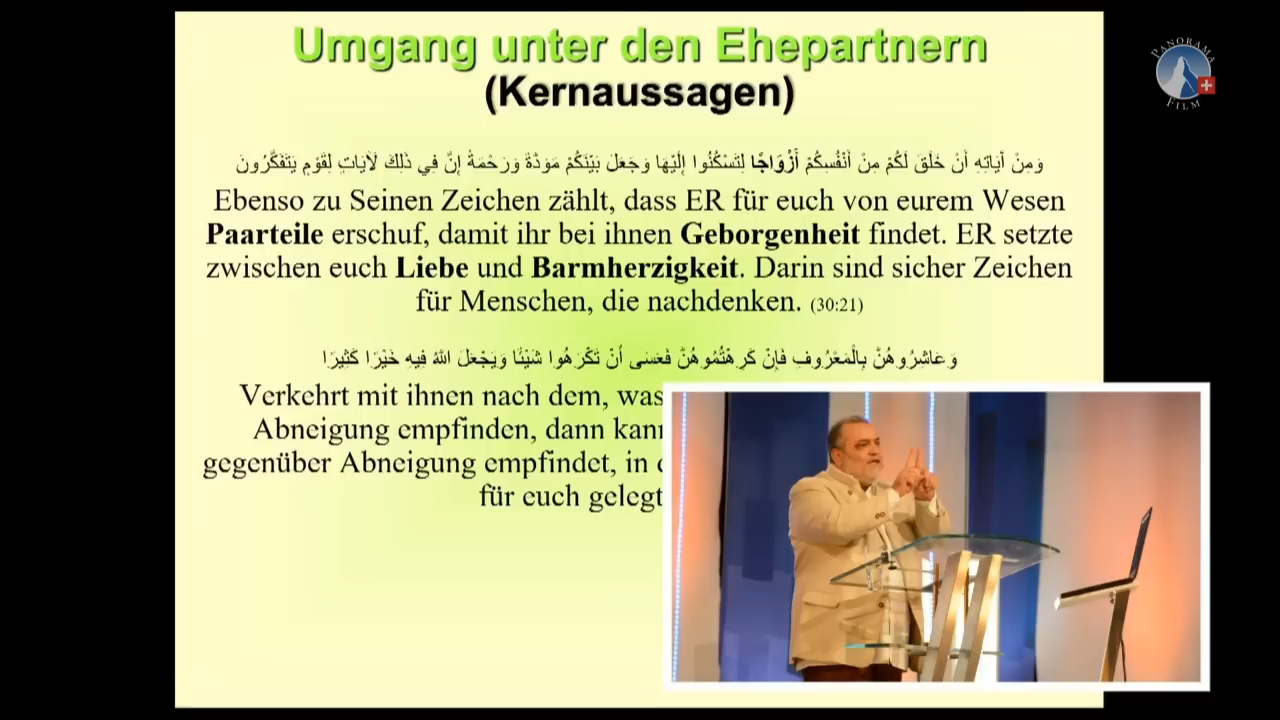 Umgang unter den Ehepartnern
(Kernaussagen)
وَمِنْ آيَاتِهِ أَنْ خَلَقَ لَكُمْ مِنْ أَنْفُسِكُمْ أَزْوَاجًا لِتَسْكُنُوا إِلَيْهَا وَجَعَلَ بَيْنَكُمْ مَوَدَّةً وَرَحْمَةً إِنَّ فِي ذَلِكَ لَآيَاتٍ لِقَوْمٍ يَتَفَكَّرُونَ
Ebenso zu Seinen Zeichen zählt, dass ER für euch von eurem Wesen
Paarteile erschuf, damit ihr bei ihnen Geborgenheit findet. ER setzte
zwischen euch Liebe und Barmherzigkeit. Darin sind sicher Zeichen
für Menschen, die nachdenken. (30:21)
وَعَاشِرُوهُنَّ بِالْمَعْرُوفِ فَإِنْ كَرِهْتُمُوهُنَّ فَعَسَى أَنْ تَكْرَهُوا شَيْئًا وَيَجْعَلَ اللَّهُ فِيهِ خَيْرًا كَثِيرًا
Verkehrt mit ihnen nach dem, was
Abneigung empfinden, dann kann
gegenüber Abneigung empfindet, in
für euch gelegt
PANORAMA
FILM